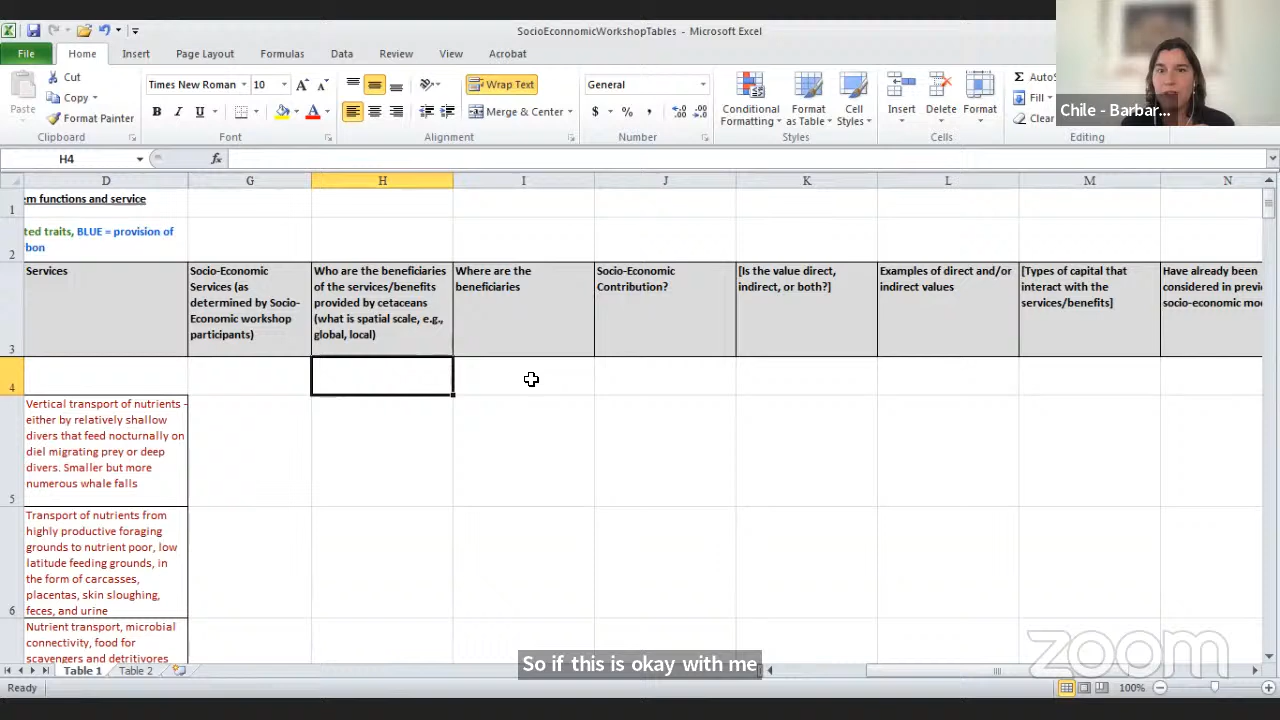 SocioEconnomicWorkshopTables - Microsoft Excel
File Home Insert Page Layout Formulas Data Review View Acrobat
Paste
Cut
Copy
Format Painter
Clipboard
Times New Roman 10
B I U
Font
Wrap Text
Merge & Center
Alignment
General
$ % ,
Number
Conditional Formatting
Format as Table
Cell Styles
Styles
Insert Delete Format
Cells
Σ AutoS
Fill
Clear
Editing
Chile - Barbar...
H4
fx
D G H I J K L M N
1
em functions and service
2
ted traits, BLUE = provision of
rbon
3
Services
Socio-Economic
Services (as
determined by Socio-
Economic workshop
participants)
Who are the beneficiaries
of the services/benefits
provided by cetaceans
(what is spatial scale, e.g.,
global, local)
Where are the
beneficiaries
Socio-Economic
Contribution?
[Is the value direct,
indirect, or both?]
Examples of direct and/or
indirect values
[Types of capital that
interact with the
services/benefits]
Have already been
considered in previ
socio-economic mo
4
5
Vertical transport of nutrients -
either by relatively shallow
divers that feed nocturnally on
diel migrating prey or deep
divers. Smaller but more
numerous whale falls
6
Transport of nutrients from
highly productive foraging
grounds to nutrient poor, low
latitude feeding grounds, in
the form of carcasses,
placentas, skin sloughing,
feces, and urine
Nutrient transport, microbial
connectivity, food for
scavengers and detritivores
So if this is okay with me
zoom
Table 1 Table 2
Ready
100%